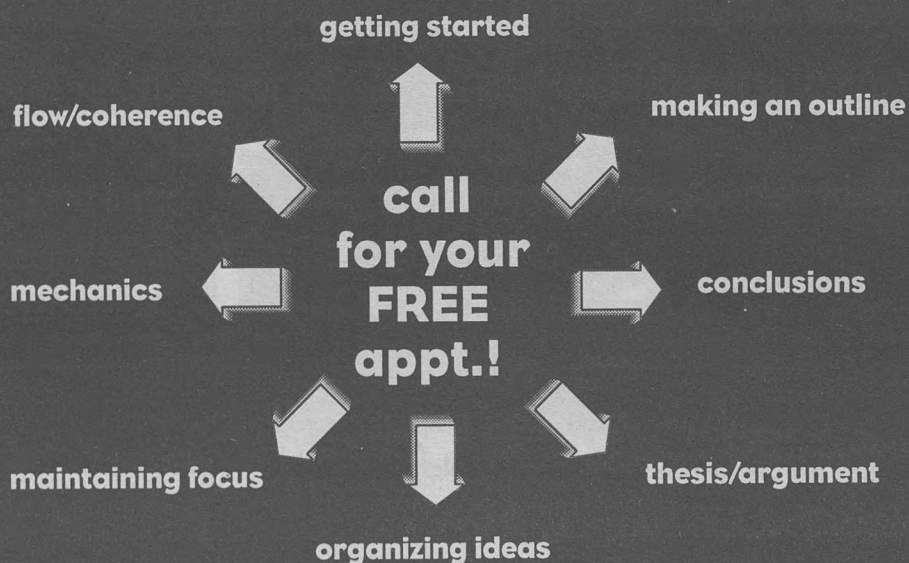 getting started
flow/coherence
making an outline
call
for your
FREE
appt.!
mechanics
conclusions
maintaining focus
thesis/argument
organizing ideas